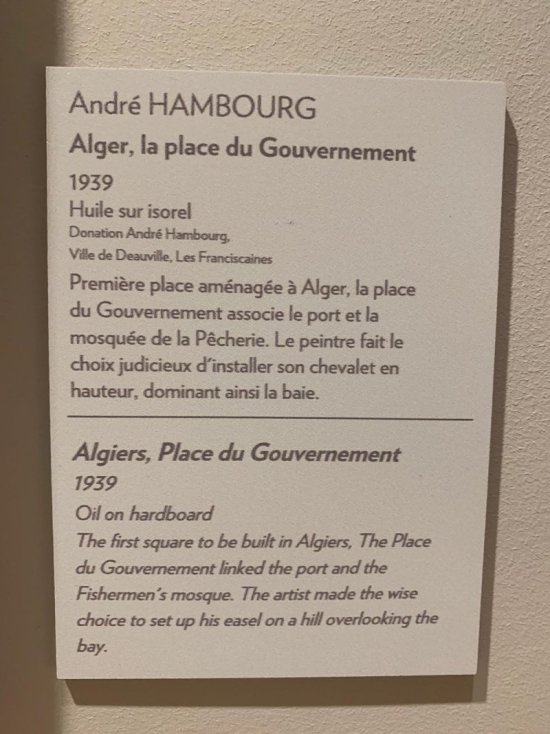 André HAMBOURG
Alger, la place du Gouvernement
1939
Huile sur isorel
Donation André Hambourg,
Ville de Deauville, Les Franciscaines
Première place aménagée à Alger, la place
du Gouvernement associe le port et la
mosquée de la Pêcherie. Le peintre fait le
choix judicieux d'installer son chevalet en
hauteur, dominant ainsi la baie.
Algiers, Place du Gouvernement
1939
Oil on hardboard
The first square to be built in Algiers, The Place
du Gouvernement linked the port and the
Fishermen's mosque. The artist made the wise
choice to set up his easel on a hill overlooking the
bay.